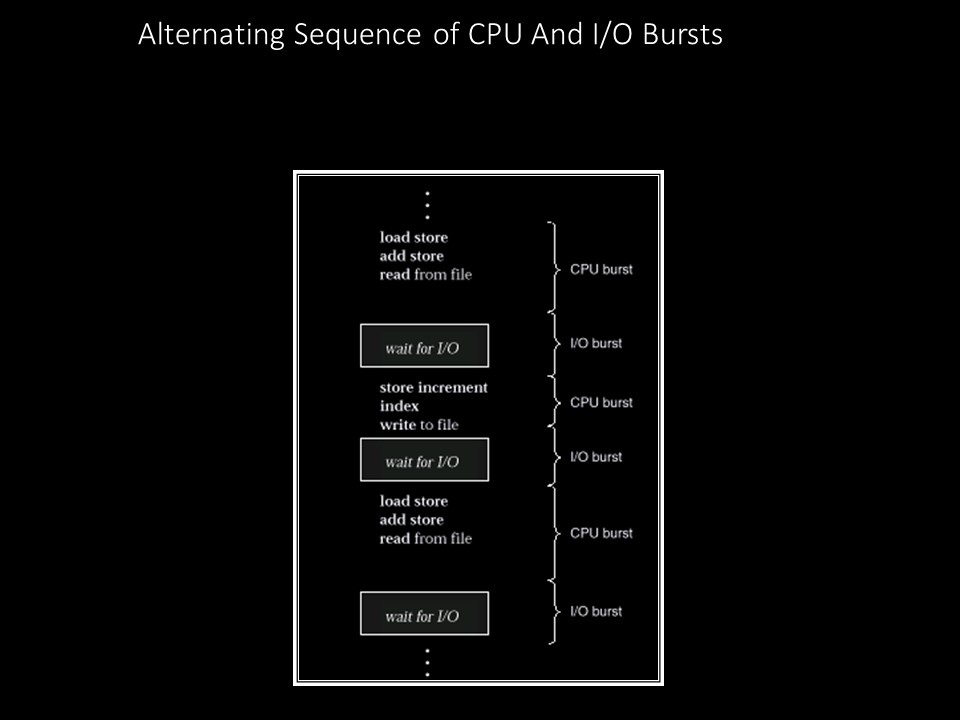 Alternating Sequence of CPU And I/O Bursts
load store
add store
read from file
CPU burst
wait for I/O
I/O burst
store increment
index
write to file
CPU burst
wait for I/O
I/O burst
load store
add store
read from file
CPU burst
wait for I/O
I/O burst